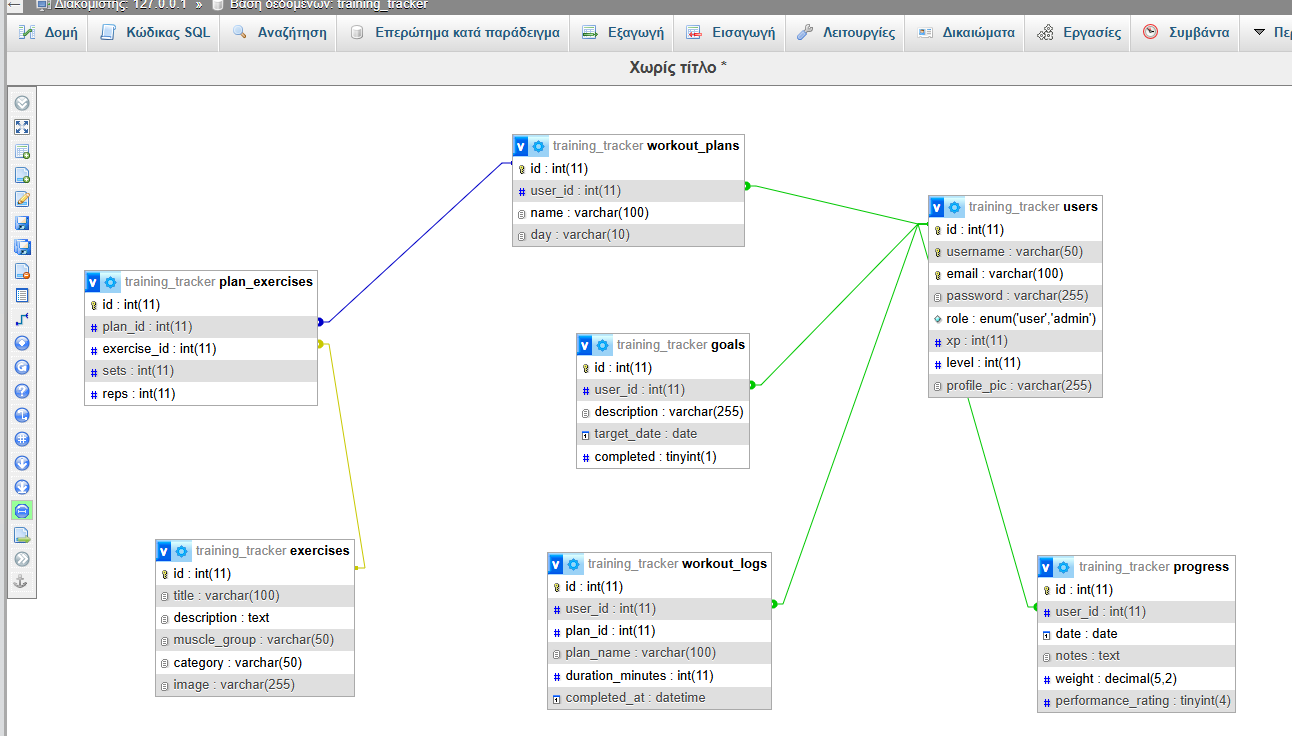 Διακομιστής: 127.0.0.1 » Βάση δεδομένων: training_tracker
Δομή Κώδικας SQL Αναζήτηση Επερώτημα κατά παράδειγμα Εξαγωγή Εισαγωγή Λειτουργίες Δικαιώματα Εργασίες Συμβάντα
Χωρίς τίτλο *
v training_tracker workout_plans
id : int(11)
user_id : int(11)
name : varchar(100)
day : varchar(10)
v training_tracker users
id : int(11)
username : varchar(50)
email : varchar(100)
password : varchar(255)
role : enum('user','admin')
xp : int(11)
level : int(11)
profile_pic : varchar(255)
v training_tracker plan_exercises
id : int(11)
plan_id : int(11)
exercise_id : int(11)
sets : int(11)
reps : int(11)
v training_tracker goals
id : int(11)
user_id : int(11)
description : varchar(255)
target_date : date
completed : tinyint(1)
v training_tracker exercises
id : int(11)
title : varchar(100)
description : text
muscle_group : varchar(50)
category : varchar(50)
image : varchar(255)
v training_tracker workout_logs
id : int(11)
user_id : int(11)
plan_id : int(11)
plan_name : varchar(100)
duration_minutes : int(11)
completed_at : datetime
v training_tracker progress
id : int(11)
user_id : int(11)
date : date
notes : text
weight : decimal(5,2)
performance_rating : tinyint(4)